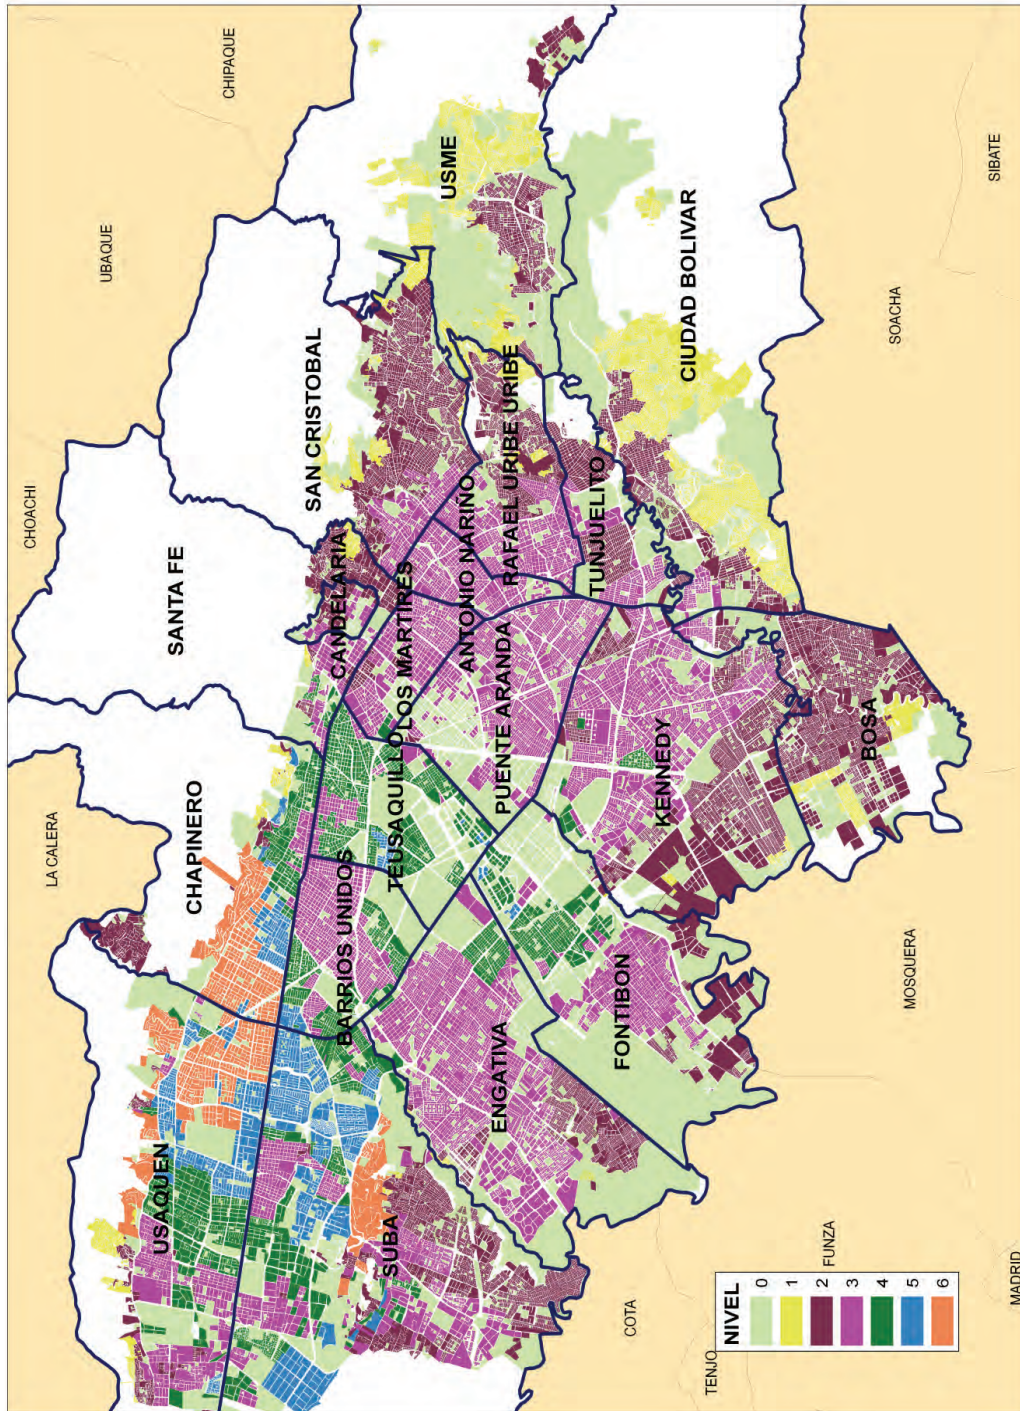 CHIPAQUE
UBAQUE
CHOACHI
LA CALERA
USME
SAN CRISTOBAL
SANTA FE
CHAPINERO
CIUDAD BOLIVAR
RAFAEL URIBE URIBE
TUNJUELITO
ANTONIO NARIÑO
CANDELARIA
LOS MARTIRES
PUENTE ARANDA
TEUSAQUILLO
BARRIOS UNIDOS
KENNEDY
BOSA
FONTIBON
ENGATIVA
USAQUEN
SUBA
SIBATE
SOACHA
MOSQUERA
FUNZA
MADRID
COTA
TENJO
NIVEL
0
1
2
3
4
5
6